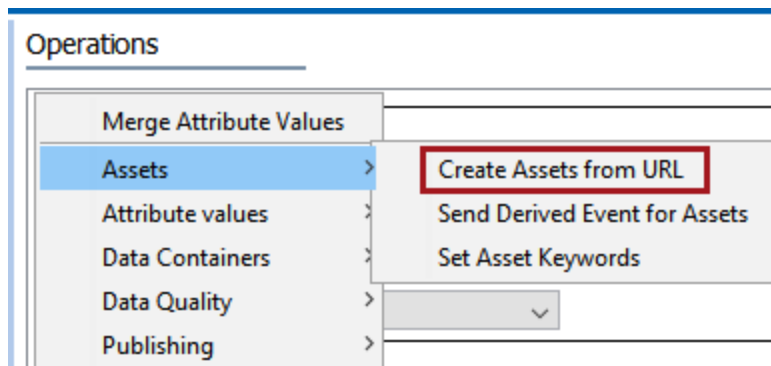 Operations
Merge Attribute Values
Assets
Create Assets from URL
Attribute values
Send Derived Event for Assets
Data Containers
Set Asset Keywords
Data Quality
Publishing